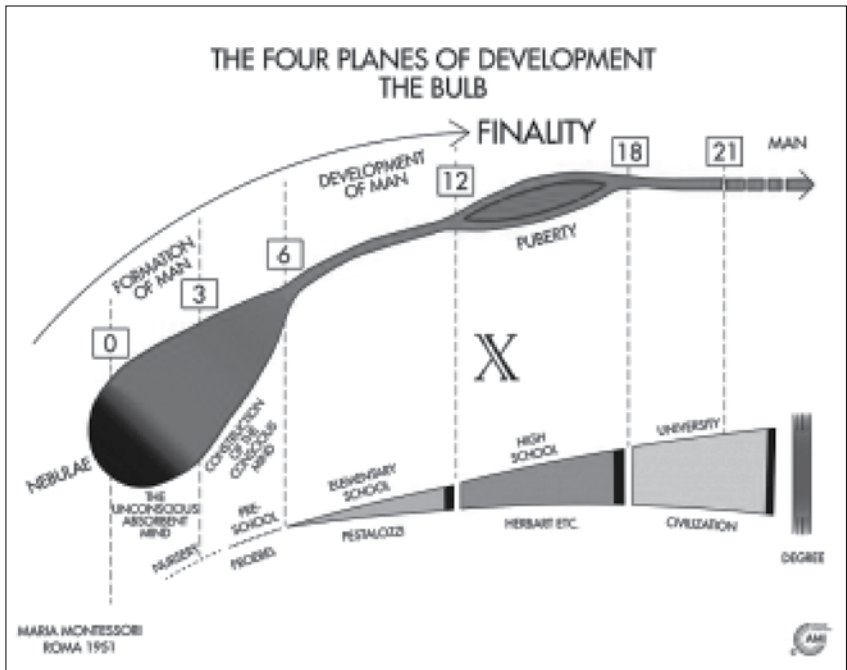 THE FOUR PLANES OF DEVELOPMENT
THE BULB
FINALITY
DEVELOPMENT
OF MAN
FORMATION
OF MAN
0
3
6
12
18
21
MAN
PUBERTY
NEBULAE
THE
UNCONSCIOUS
ABSORBENT
MIND
CONSTRUCTION
OF THE
CONSCIOUS
MIND
X
NURSERY
PRE-
SCHOOL
FROEBEL
ELEMENTARY
SCHOOL
PESTALOZZI
HIGH
SCHOOL
HERBART ETC.
UNIVERSITY
CIVILIZATION
DEGREE
MARIA MONTESSORI
ROMA 1951
AMI